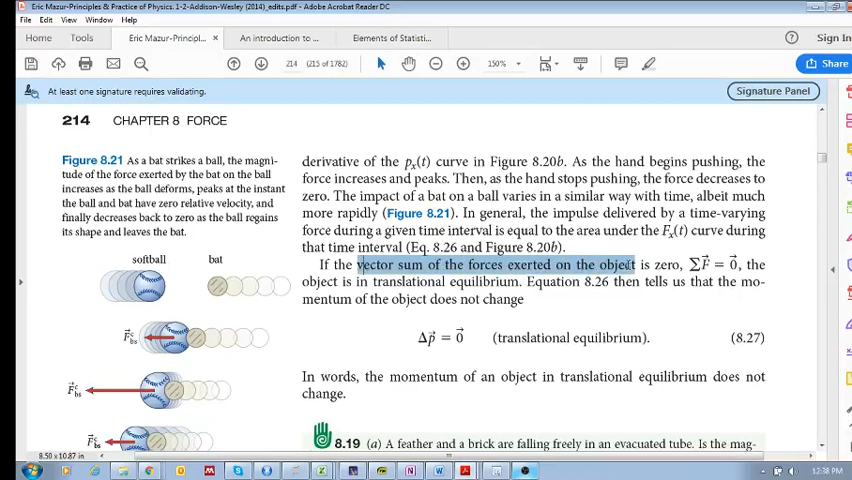 Eric Mazur-Principles & Practice of Physics. 1-2-Addison-Wesley (2014)_edits.pdf - Adobe Acrobat Reader DC
File Edit View Window Help
Home Tools Eric Mazur-Principl... × An introduction to ... Elements of Statisti... Sign In
214 (215 of 1782) 150% Share
At least one signature requires validating. Signature Panel
214 CHAPTER 8 FORCE
Figure 8.21 As a bat strikes a ball, the magni-
tude of the force exerted by the bat on the ball
increases as the ball deforms, peaks at the instant
the ball and bat have zero relative velocity, and
finally decreases back to zero as the ball regains
its shape and leaves the bat.
softball bat
F⃗ᶜbs
F⃗ᶜbs
F⃗ᶜbs
derivative of the pₓ(t) curve in Figure 8.20b. As the hand begins pushing, the
force increases and peaks. Then, as the hand stops pushing, the force decreases to
zero. The impact of a bat on a ball varies in a similar way with time, albeit much
more rapidly (Figure 8.21). In general, the impulse delivered by a time-varying
force during a given time interval is equal to the area under the Fₓ(t) curve during
that time interval (Eq. 8.26 and Figure 8.20b).
If the vector sum of the forces exerted on the object is zero, ∑F⃗ = 0⃗, the
object is in translational equilibrium. Equation 8.26 then tells us that the mo-
mentum of the object does not change
Δp⃗ = 0⃗ (translational equilibrium). (8.27)
In words, the momentum of an object in translational equilibrium does not
change.
8.19 (a) A feather and a brick are falling freely in an evacuated tube. Is the mag-
8.50 x 10.87 in
12:38 PM